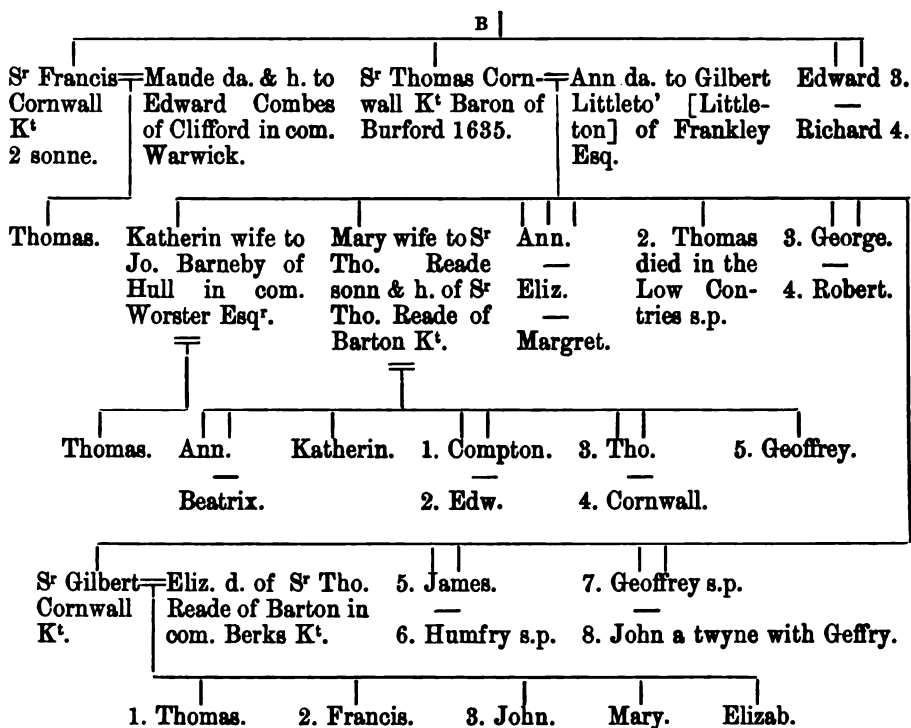 B
Sʳ Francis
Cornwall
Kᵗ
2 sonne.
Maude da. & h. to
Edward Combes
of Clifford in com.
Warwick.
Sʳ Thomas Corn-
wall Kᵗ Baron of
Burford 1635.
Ann da. to Gilbert
Littleto' [Little-
ton] of Frankley
Esq.
Edward 3.
—
Richard 4.
Thomas.
Katherin wife to
Jo. Barneby of
Hull in com.
Worster Esqʳ.
Mary wife to Sʳ
Tho. Reade
sonn & h. of Sʳ
Tho. Reade of
Barton Kᵗ.
Ann.
—
Eliz.
—
Margret.
2. Thomas
died in the
Low Con-
tries s.p.
3. George.
—
4. Robert.
Thomas.
Ann.
—
Beatrix.
Katherin.
1. Compton.
—
2. Edw.
3. Tho.
—
4. Cornwall.
5. Geoffrey.
Sʳ Gilbert
Cornwall
Kᵗ.
Eliz. d. of Sʳ Tho.
Reade of Barton in
com. Berks Kᵗ.
5. James.
—
6. Humfry s.p.
7. Geoffrey s.p.
—
8. John a twyne with Geffry.
1. Thomas.
2. Francis.
3. John.
Mary.
Elizab.